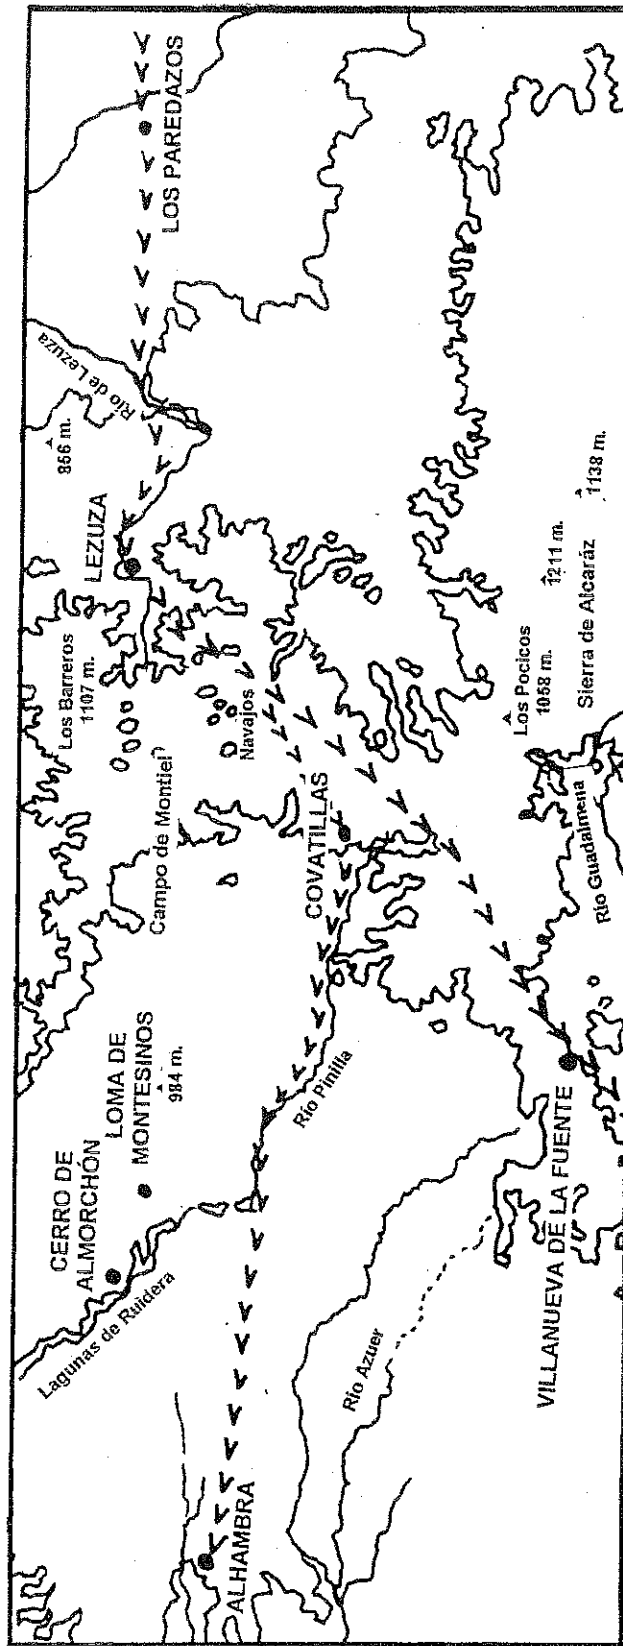 CERRO DE
ALMORCHÓN
LOMA DE
MONTESINOS
984 m.
Los Barreros
1107 m.
856 m.
LEZUZA
Río de Lezuza
LOS PAREDAZOS
Lagunas de Ruidera
Campo de Montiel
Navajos
ALHAMBRA
COVATILLAS
Río Pinilla
Río Azuer
Los Pocicos
1058 m.
1211 m.
VILLANUEVA DE LA FUENTE
Sierra de Alcaráz
1138 m.
Río Guadalmena